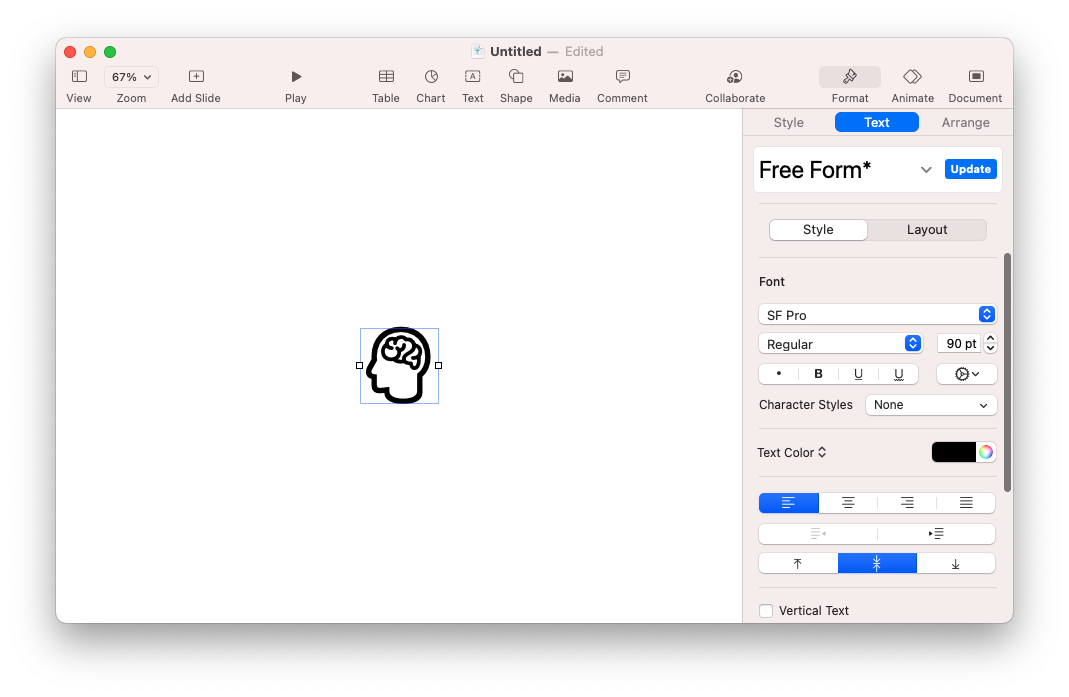 Untitled — Edited
67%
View Zoom Add Slide Play Table Chart Text Shape Media Comment Collaborate Format Animate Document
Style Text Arrange
Free Form* Update
Style Layout
Font
SF Pro
Regular 90 pt
B U U
Character Styles None
Text Color
Vertical Text